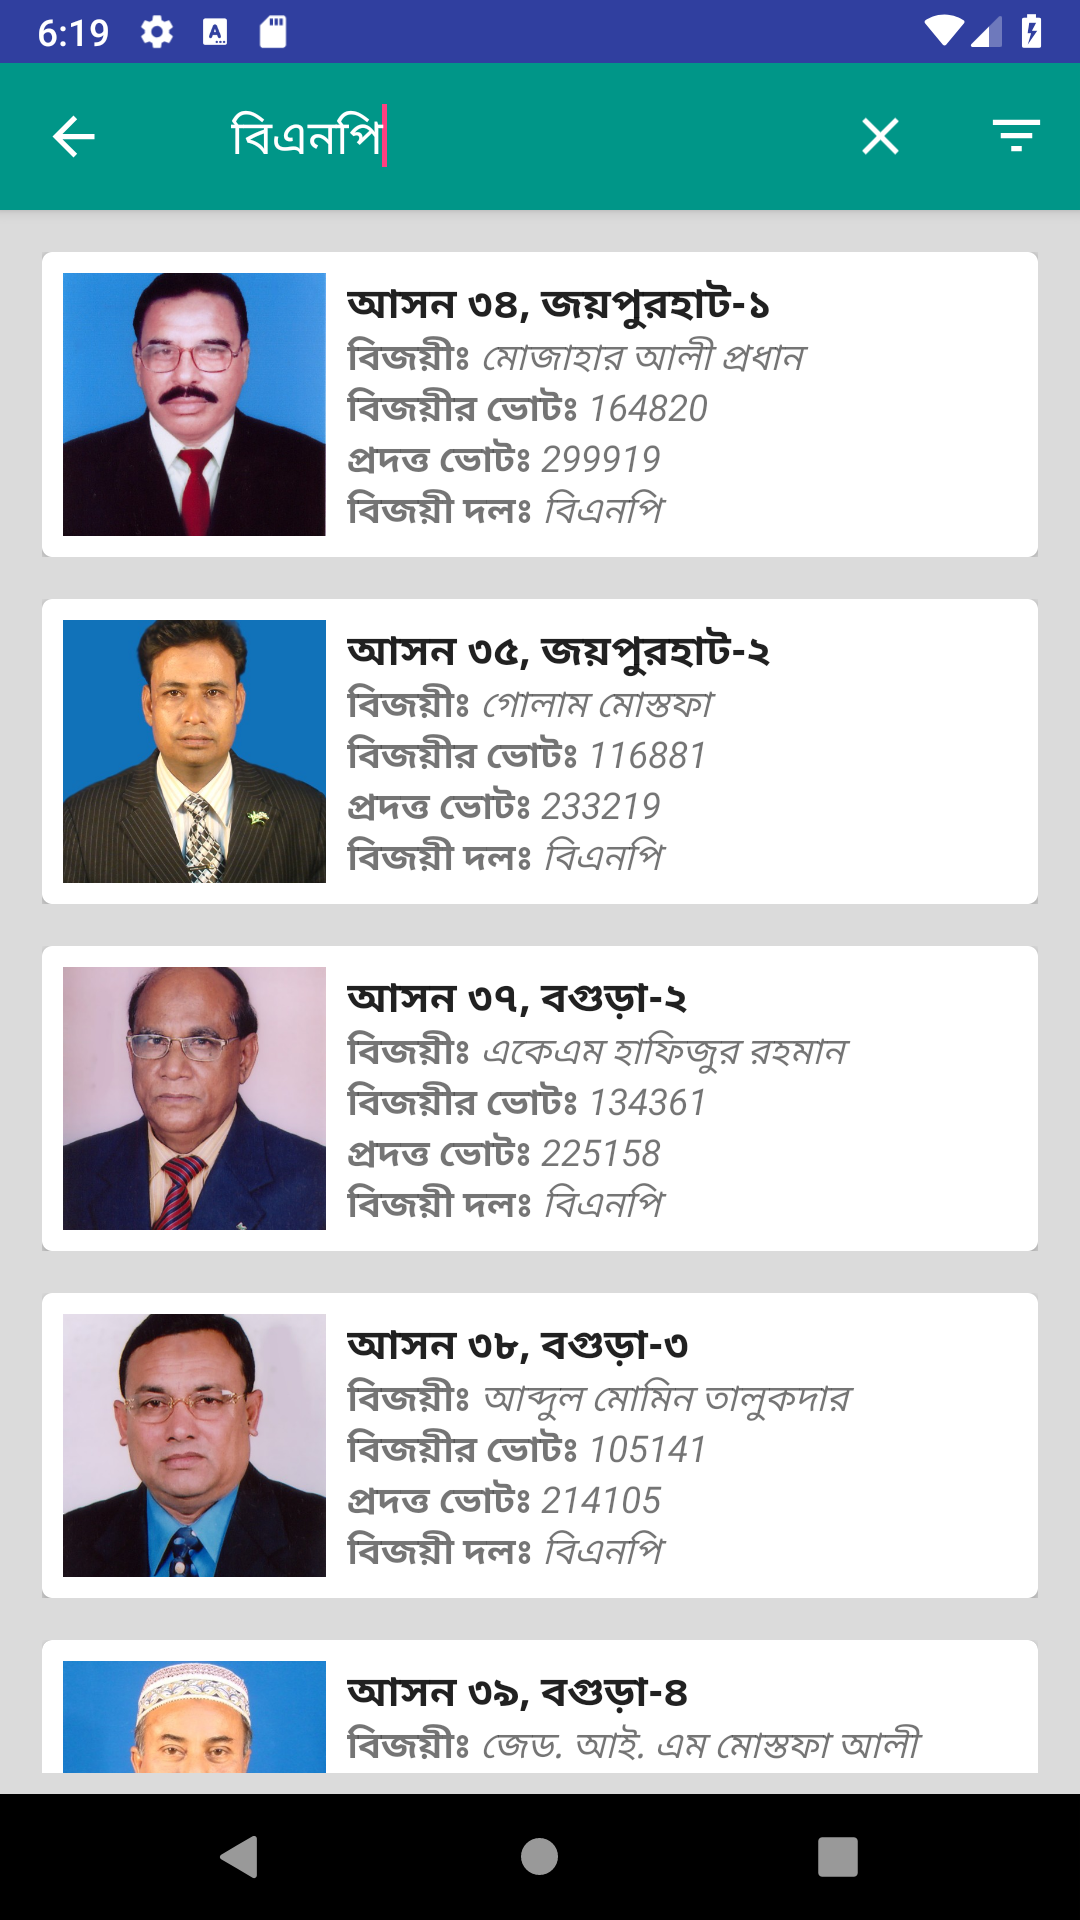 6:19
বিএনপি
আসন ৩৪, জয়পুরহাট-১
বিজয়ীঃ মোজাহার আলী প্রধান
বিজয়ীর ভোটঃ 164820
প্রদত্ত ভোটঃ 299919
বিজয়ী দলঃ বিএনপি
আসন ৩৫, জয়পুরহাট-২
বিজয়ীঃ গোলাম মোস্তফা
বিজয়ীর ভোটঃ 116881
প্রদত্ত ভোটঃ 233219
বিজয়ী দলঃ বিএনপি
আসন ৩৭, বগুড়া-২
বিজয়ীঃ একেএম হাফিজুর রহমান
বিজয়ীর ভোটঃ 134361
প্রদত্ত ভোটঃ 225158
বিজয়ী দলঃ বিএনপি
আসন ৩৮, বগুড়া-৩
বিজয়ীঃ আব্দুল মোমিন তালুকদার
বিজয়ীর ভোটঃ 105141
প্রদত্ত ভোটঃ 214105
বিজয়ী দলঃ বিএনপি
আসন ৩৯, বগুড়া-৪
বিজয়ীঃ জেড. আই. এম মোস্তফা আলী